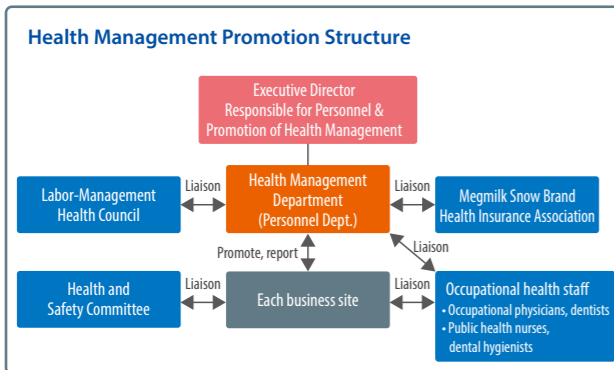 Health Management Promotion Structure
Executive Director
Responsible for Personnel &
Promotion of Health Management
Labor-Management
Health Council
Liaison
Health Management
Department
(Personnel Dept.)
Liaison
Megmilk Snow Brand
Health Insurance Association
Promote, report
Liaison
Health and
Safety Committee
Liaison
Each business site
Liaison
Occupational health staff
• Occupational physicians, dentists
• Public health nurses,
dental hygienists